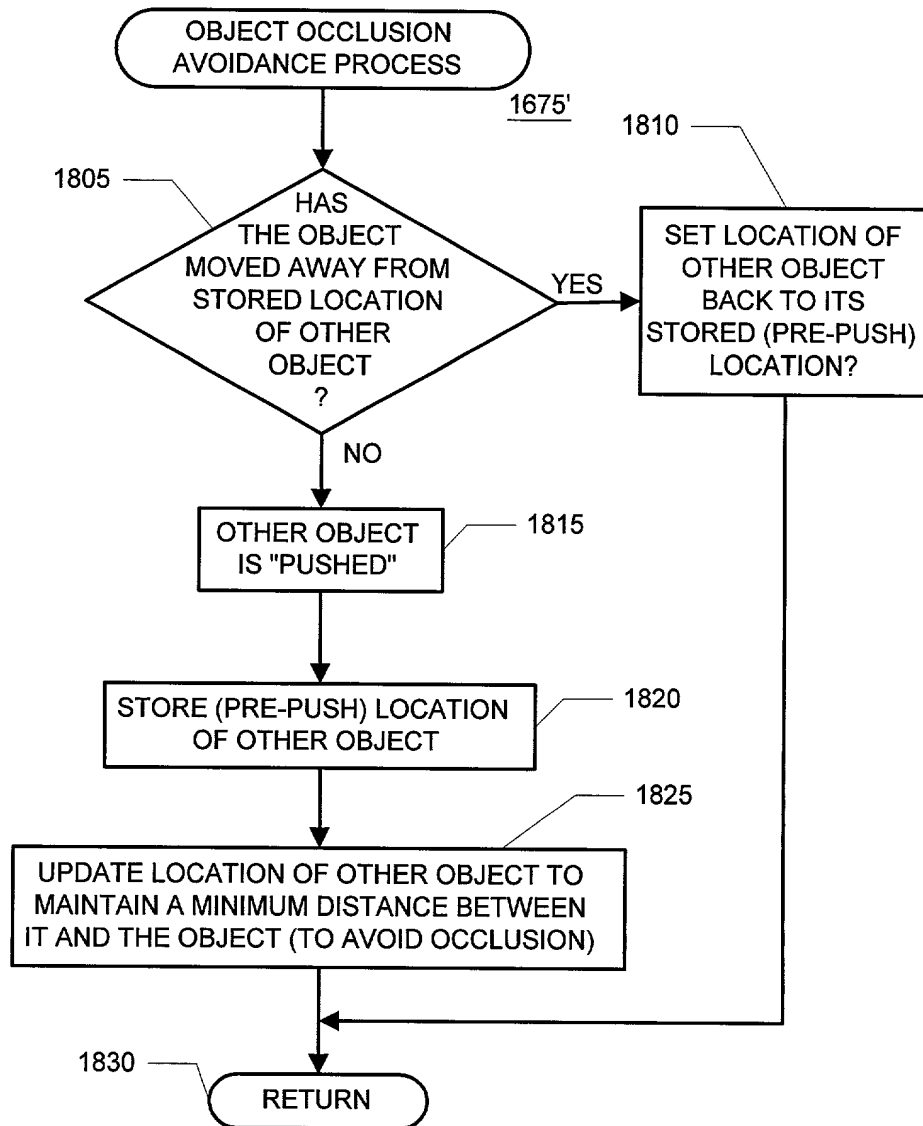 OBJECT OCCLUSION
AVOIDANCE PROCESS
1675'
1805
HAS
THE OBJECT
MOVED AWAY FROM
STORED LOCATION
OF OTHER
OBJECT
?
YES
1810
SET LOCATION OF
OTHER OBJECT
BACK TO ITS
STORED (PRE-PUSH)
LOCATION?
NO
OTHER OBJECT
IS "PUSHED"
1815
STORE (PRE-PUSH) LOCATION
OF OTHER OBJECT
1820
1825
UPDATE LOCATION OF OTHER OBJECT TO
MAINTAIN A MINIMUM DISTANCE BETWEEN
IT AND THE OBJECT (TO AVOID OCCLUSION)
1830
RETURN